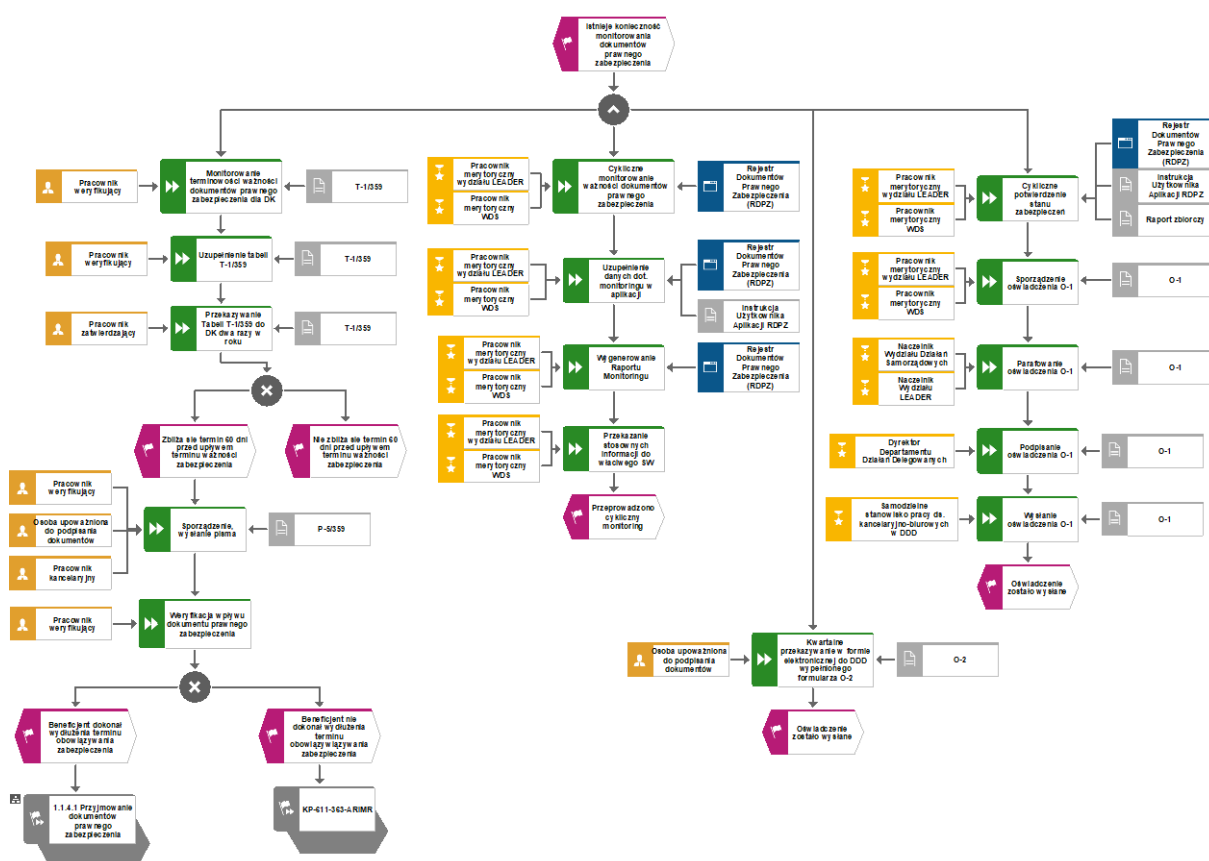 Istnieje konieczność
monitorowania
dokumentów
prawnego
zabezpieczenia
Pracownik
weryfikujący
Monitorowanie
terminowości ważności
dokumentów prawnego
zabezpieczenia dla DK
T-1/359
Pracownik
weryfikujący
Uzupełnienie tabeli
T-1/359
T-1/359
Pracownik
zatwierdzający
Przekazywanie
Tabeli T-1/359 do
DK dwa razy w
roku
T-1/359
Zbliża sie termin 60 dni
przed upływem
terminu ważności
zabezpieczenia
Nie zbliża sie termin 60
dni przed upływem
terminu ważności
zabezpieczenia
Pracownik
weryfikujący
Osoba upoważniona
do podpisania
dokumentów
Pracownik
kancelaryjny
Sporządzenie,
wysłanie pisma
P-5/359
Pracownik
weryfikujący
Weryfikacja wpływu
dokumentu prawnego
zabezpieczenia
Beneficjent dokonał
wydłużenia terminu
obowiązywania
zabezpieczenia
Beneficjent nie
dokonał wydłużenia
terminu
obowiązywiązywania
zabezpieczenia
1.1.4.1 Przyjmowanie
dokumentów
prawnego
zabezpieczenia
KP-611-363-ARIMR
Pracownik
merytoryczny
wydziału LEADER
Pracownik
merytoryczny
WDS
Cykliczne
monitorowanie
ważności dokumentów
prawnego
zabezpieczenia
Rejestr
Dokumentów
Prawnego
Zabezpieczenia
(RDPZ)
Pracownik
merytoryczny
wydziału LEADER
Pracownik
merytoryczny
WDS
Uzupełnienie
danych dot.
monitoringu w
aplikacji
Rejestr
Dokumentów
Prawnego
Zabezpieczenia
(RDPZ)
Instrukcja
Użytkownika
Aplikacji RDPZ
Pracownik
merytoryczny
wydziału LEADER
Pracownik
merytoryczny
WDS
Wygenerowanie
Raportu
Monitoringu
Rejestr
Dokumentów
Prawnego
Zabezpieczenia
(RDPZ)
Pracownik
merytoryczny
wydziału LEADER
Pracownik
merytoryczny
WDS
Przekazanie
stosownych
informacji do
właciwego SW
Przeprowadzono
cykliczny
monitoring
Osoba upoważniona
do podpisania
dokumentów
Kwartalne
przekazywanie w formie
elektronicznej do DDD
wypełnionego
formularza O-2
O-2
Oświadczenie
zostało wysłane
Pracownik
merytoryczny
wydziału LEADER
Pracownik
merytoryczny
WDS
Cykliczne
potwierdzenie
stanu
zabezpieczeń
Rejestr
Dokumentów
Prawnego
Zabezpieczenia
(RDPZ)
Instrukcja
Użytkownika
Aplikacji RDPZ
Raport zbiorczy
Pracownik
merytoryczny
wydziału LEADER
Pracownik
merytoryczny
WDS
Sporządzenie
oświadczenia O-1
O-1
Naczelnik
Wydziału Działań
Samorządowych
Naczelnik
Wydziału
LEADER
Parafowanie
oświadczenia O-1
O-1
Dyrektor
Departamentu
Działań Delegowanych
Podpisanie
oświadczenia O-1
O-1
Samodzielne
stanowisko pracy ds.
kancelaryjno-biurowych
w DDD
Wysłanie
oświadczenia O-1
O-1
Oświadczenie
zostało wysłane